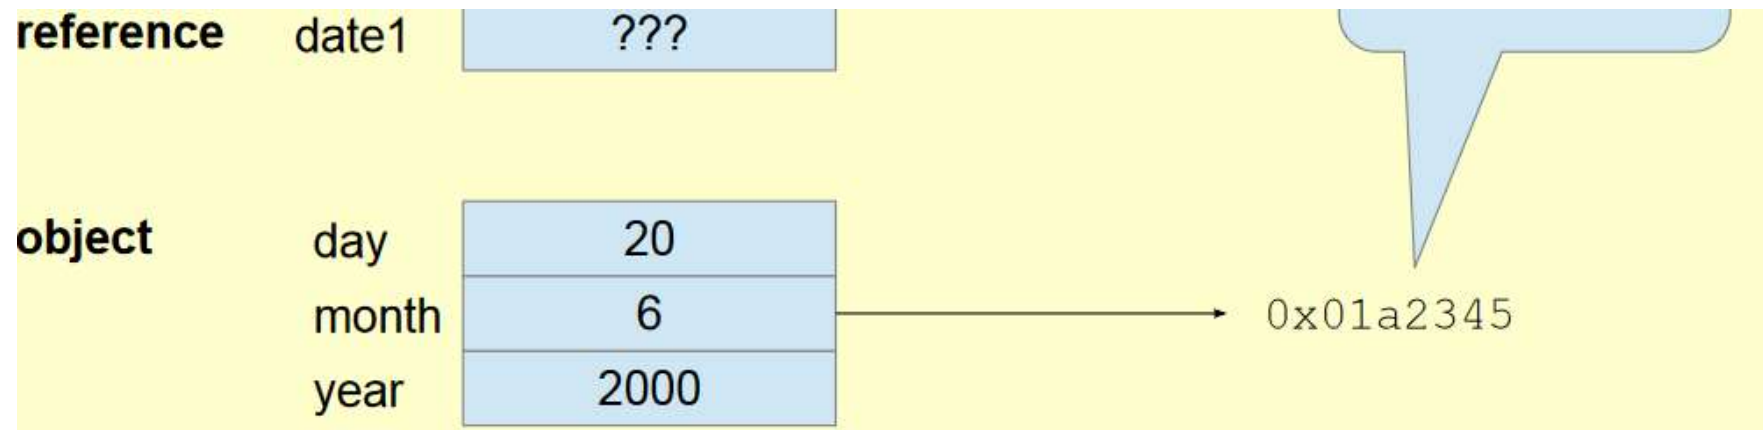 reference date1 ???
object day 20
month 6 0x01a2345
year 2000